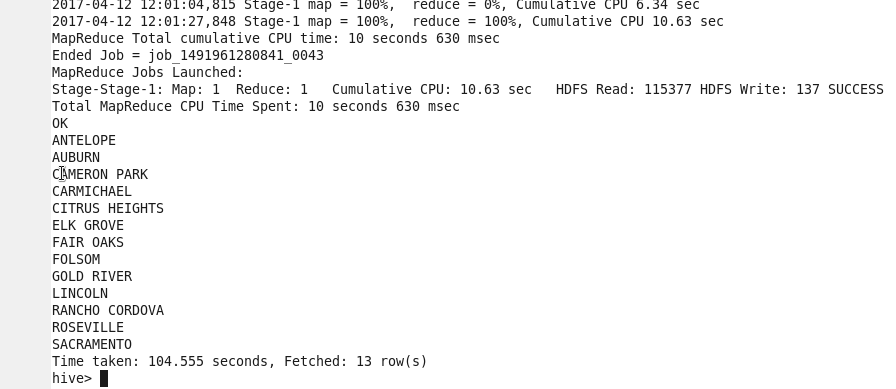 2017-04-12 12:01:04,815 Stage-1 map = 100%,  reduce = 0%, Cumulative CPU 6.34 sec
2017-04-12 12:01:27,848 Stage-1 map = 100%,  reduce = 100%, Cumulative CPU 10.63 sec
MapReduce Total cumulative CPU time: 10 seconds 630 msec
Ended Job = job_1491961280841_0043
MapReduce Jobs Launched:
Stage-Stage-1: Map: 1  Reduce: 1   Cumulative CPU: 10.63 sec   HDFS Read: 115377 HDFS Write: 137 SUCCESS
Total MapReduce CPU Time Spent: 10 seconds 630 msec
OK
ANTELOPE
AUBURN
CAMERON PARK
CARMICHAEL
CITRUS HEIGHTS
ELK GROVE
FAIR OAKS
FOLSOM
GOLD RIVER
LINCOLN
RANCHO CORDOVA
ROSEVILLE
SACRAMENTO
Time taken: 104.555 seconds, Fetched: 13 row(s)
hive>